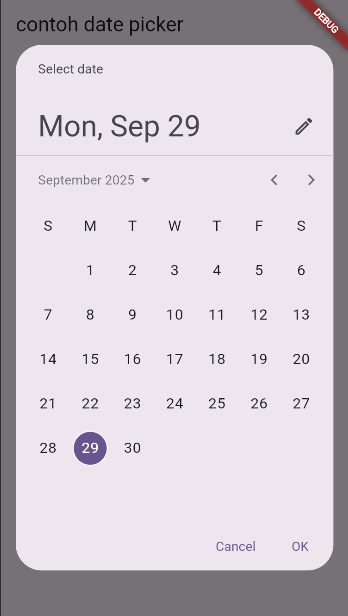 contoh date picker
DEBUG
Select date
Mon, Sep 29
September 2025
S M T W T F S
1 2 3 4 5 6
7 8 9 10 11 12 13
14 15 16 17 18 19 20
21 22 23 24 25 26 27
28 29 30
Cancel OK